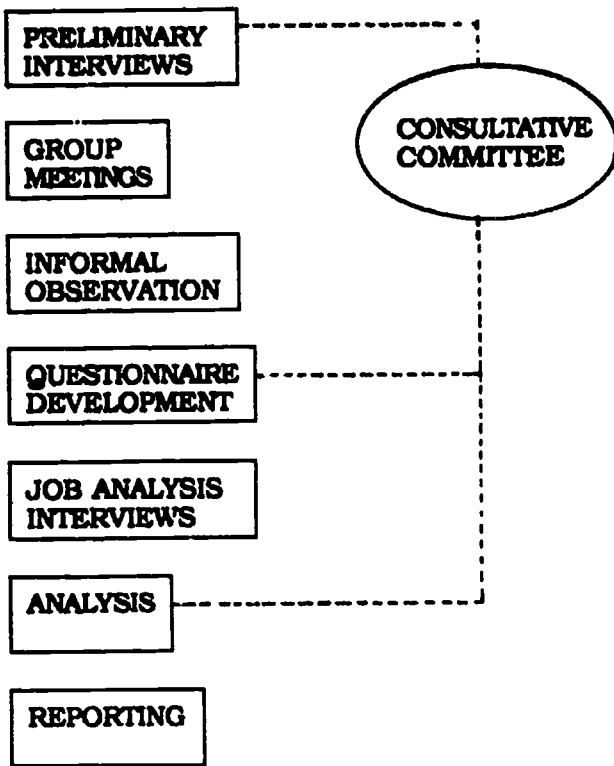 PRELIMINARY
INTERVIEWS
CONSULTATIVE
COMMITTEE
GROUP
MEETINGS
INFORMAL
OBSERVATION
QUESTIONNAIRE
DEVELOPMENT
JOB ANALYSIS
INTERVIEWS
ANALYSIS
REPORTING